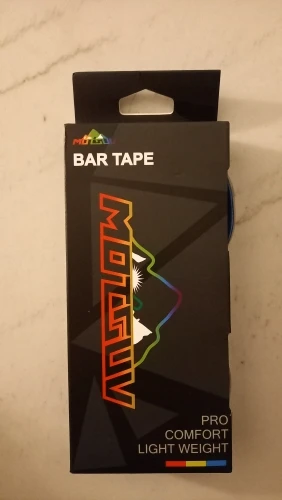 MOTSUV
BAR TAPE
MOTSUV
PRO
COMFORT
LIGHT WEIGHT